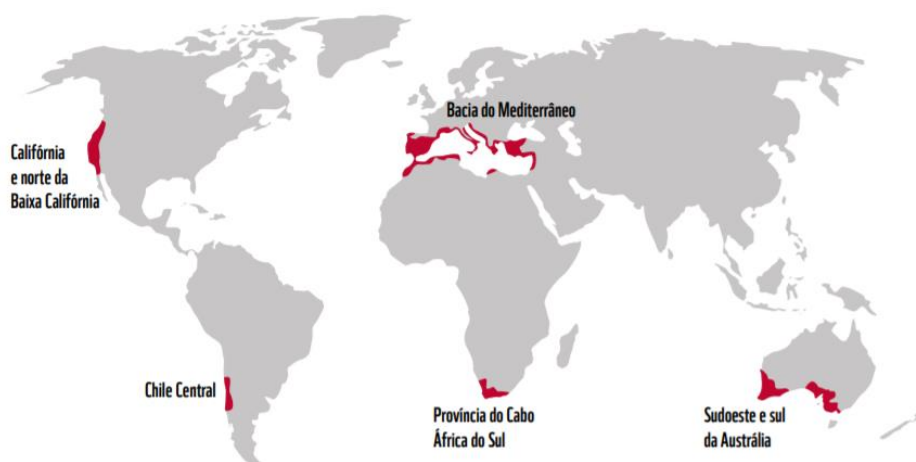 Bacia do Mediterrâneo
Califórnia
e norte da
Baixa Califórnia
Chile Central
Província do Cabo
África do Sul
Sudoeste e sul
da Austrália